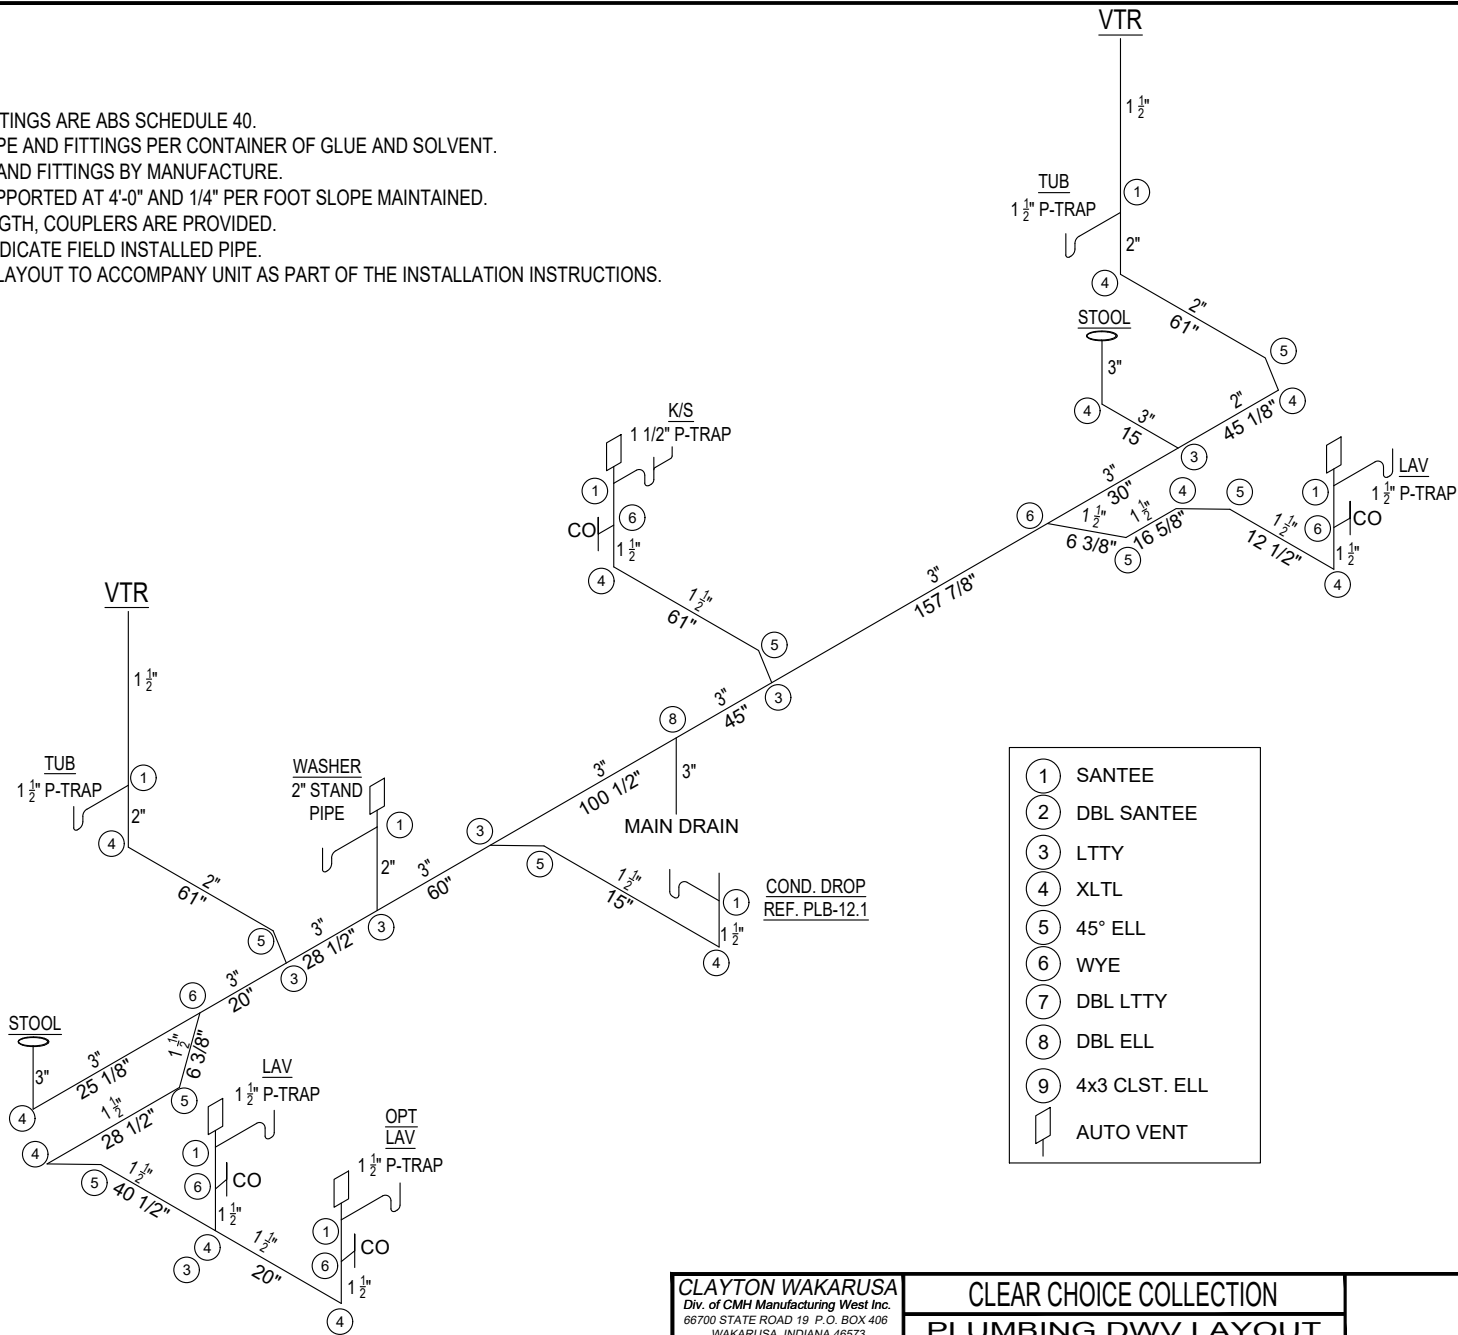 VTR
1 1/2"
TINGS ARE ABS SCHEDULE 40.
PE AND FITTINGS PER CONTAINER OF GLUE AND SOLVENT.
AND FITTINGS BY MANUFACTURE.
PPORTED AT 4'-0" AND 1/4" PER FOOT SLOPE MAINTAINED.
GTH, COUPLERS ARE PROVIDED.
DICATE FIELD INSTALLED PIPE.
LAYOUT TO ACCOMPANY UNIT AS PART OF THE INSTALLATION INSTRUCTIONS.
TUB
1 1/2" P-TRAP
1
2"
4
2"
61"
5
STOOL
3"
4
3"
15
2"
45 1/8"
4
3
K/S
1 1/2" P-TRAP
1
6
CO
1 1/2"
4
1 1/2"
61"
5
3
3"
30"
6
1 1/2"
6 3/8"
5
1 1/2"
16 5/8"
4
5
1 1/2"
12 1/2"
LAV
1 1/2" P-TRAP
1
6
CO
1 1/2"
4
3"
157 7/8"
3"
45"
8
3"
MAIN DRAIN
3"
100 1/2"
VTR
1 1/2"
TUB
1 1/2" P-TRAP
1
2"
4
2"
61"
5
3
WASHER
2" STAND
PIPE
1
2"
3
3"
60"
3
5
1 1/2"
15"
COND. DROP
REF. PLB-12.1
1
1 1/2"
4
3"
28 1/2"
3"
20"
6
STOOL
3"
4
3"
25 1/8"
1 1/2"
6 3/8"
5
1 1/2"
28 1/2"
4
5
1 1/2"
40 1/2"
LAV
1 1/2" P-TRAP
1
6
CO
1 1/2"
4
3
1 1/2"
20"
OPT
LAV
1 1/2" P-TRAP
1
6
CO
1 1/2"
4
1 SANTEE
2 DBL SANTEE
3 LTTY
4 XLTL
5 45° ELL
6 WYE
7 DBL LTTY
8 DBL ELL
9 4x3 CLST. ELL
AUTO VENT
CLAYTON WAKARUSA
Div. of CMH Manufacturing West Inc.
66700 STATE ROAD 19 P.O. BOX 406
WAKARUSA, INDIANA 46573
CLEAR CHOICE COLLECTION
PLUMBING DWV LAYOUT